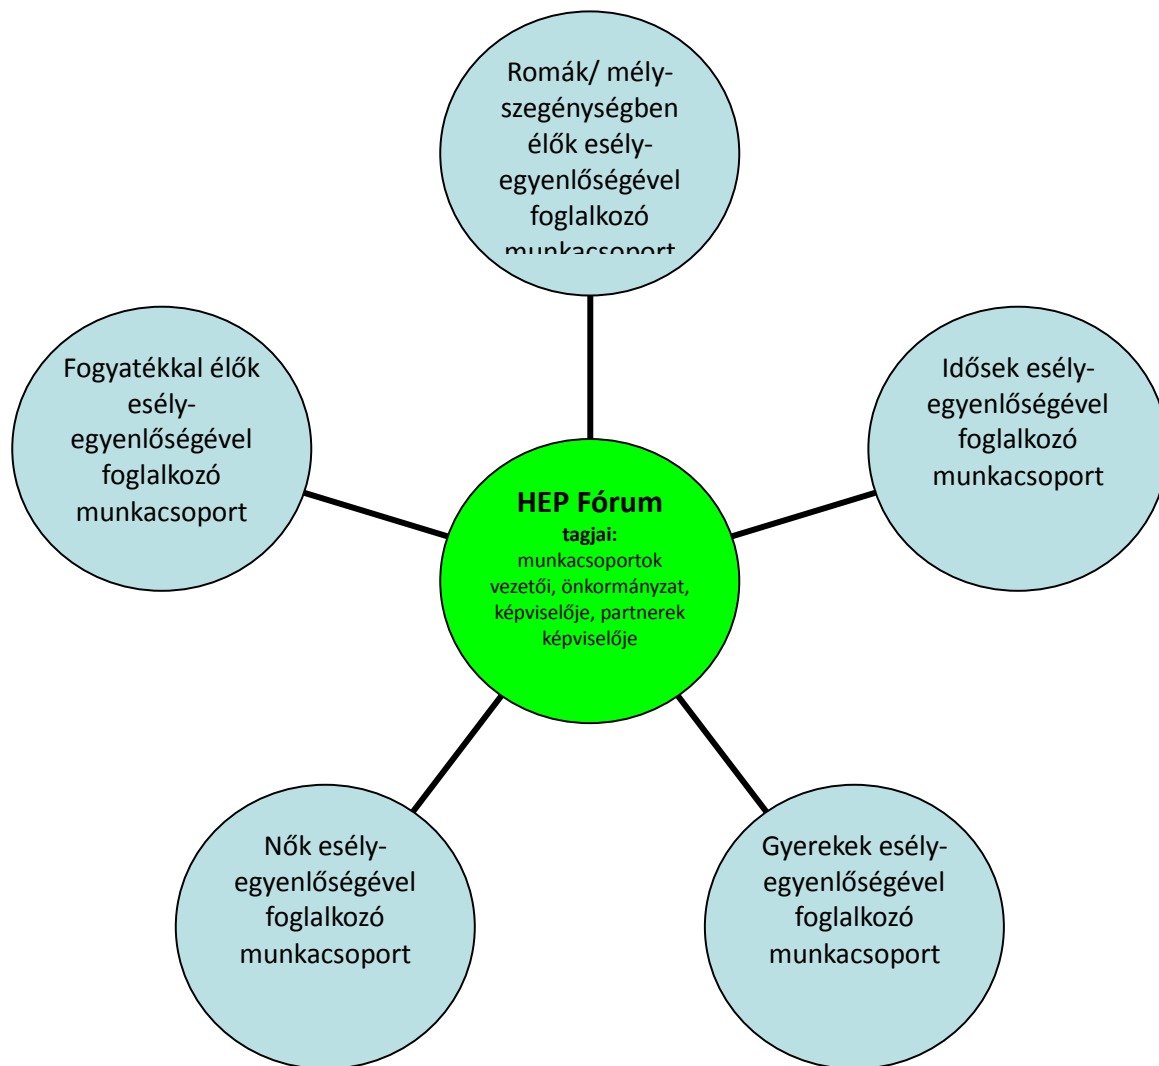 Romák/ mély-
szegénységben
élők esély-
egyenlőségével
foglalkozó
munkacsoport
Fogyatékkal élők
esély-
egyenlőségével
foglalkozó
munkacsoport
Idősek esély-
egyenlőségével
foglalkozó
munkacsoport
HEP Fórum
tagjai:
munkacsoportok
vezetői, önkormányzat,
képviselője, partnerek
képviselője
Nők esély-
egyenlőségével
foglalkozó
munkacsoport
Gyerekek esély-
egyenlőségével
foglalkozó
munkacsoport